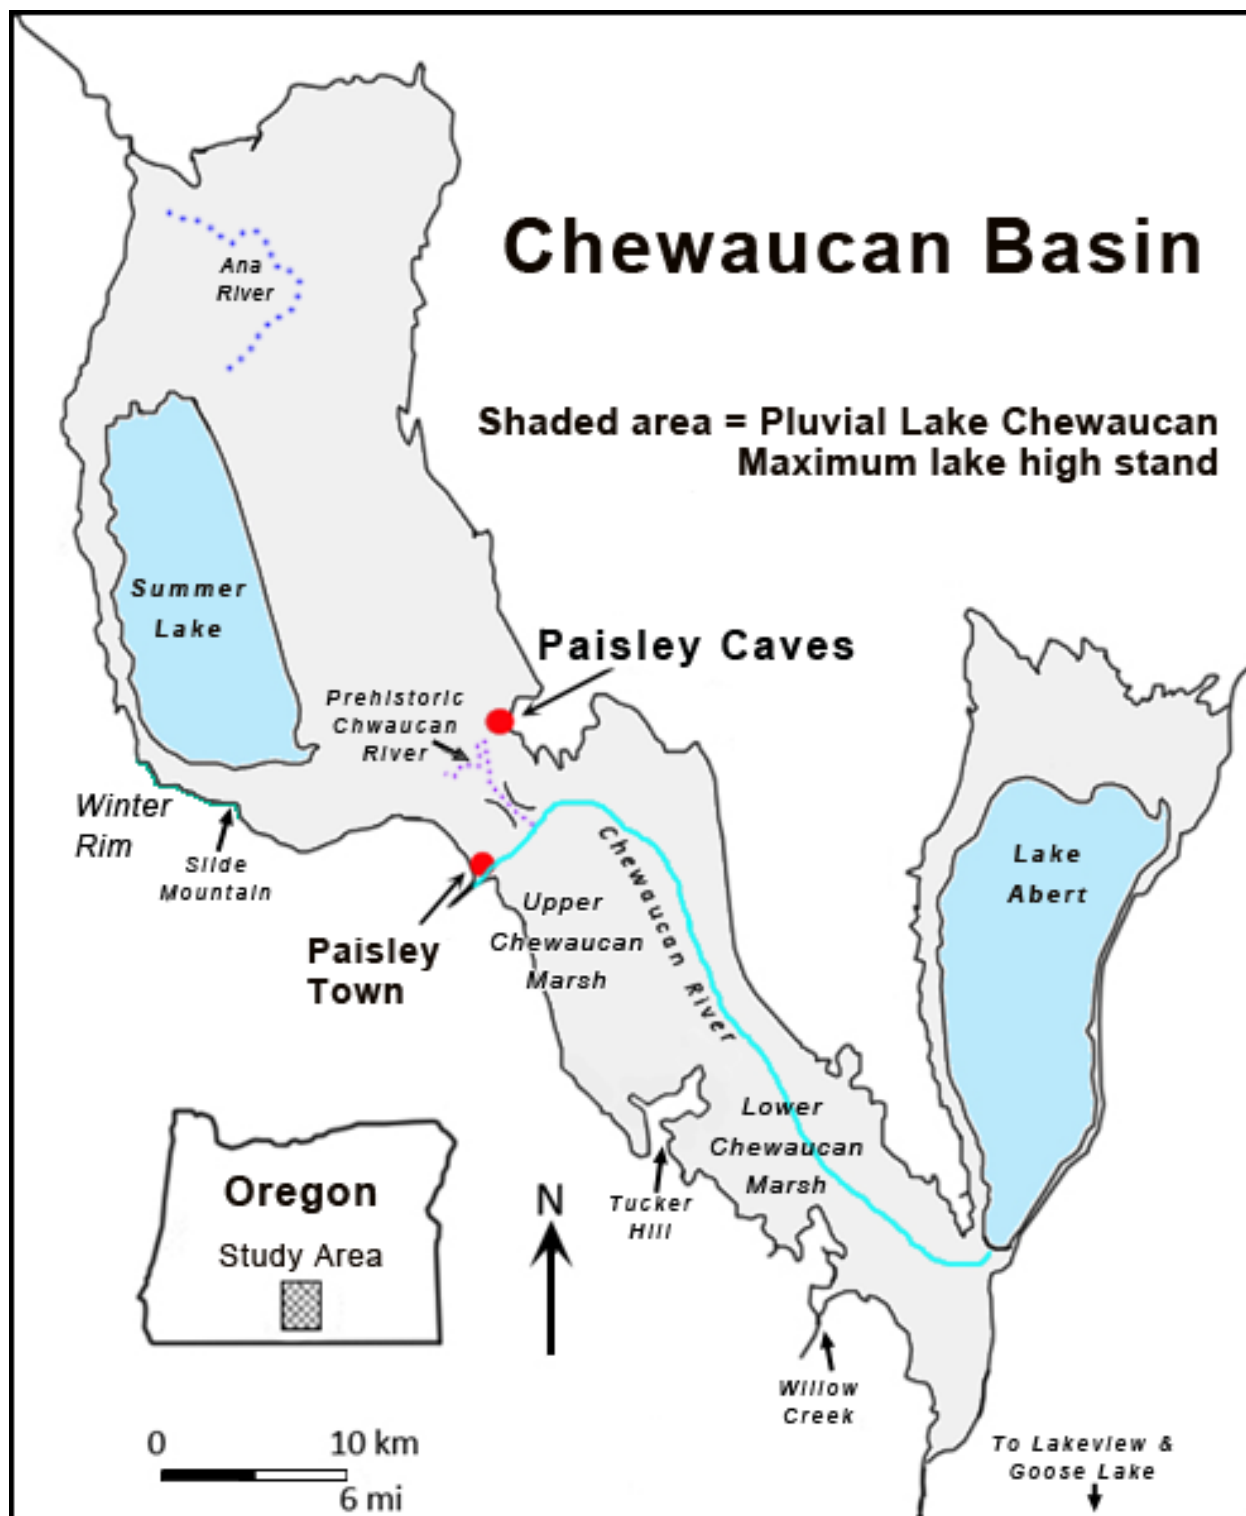 Chewaucan Basin
Ana
River
Shaded area = Pluvial Lake Chewaucan
Maximum lake high stand
Summer
Lake
Paisley Caves
Prehistoric
Chwaucan
River
Winter
Rim
Slide
Mountain
Lake
Abert
Chewaucan River
Upper
Chewaucan
Marsh
Paisley
Town
Lower
Chewaucan
Marsh
Tucker
Hill
Oregon
Study Area
N
Willow
Creek
To Lakeview &
Goose Lake
0 10 km
6 mi